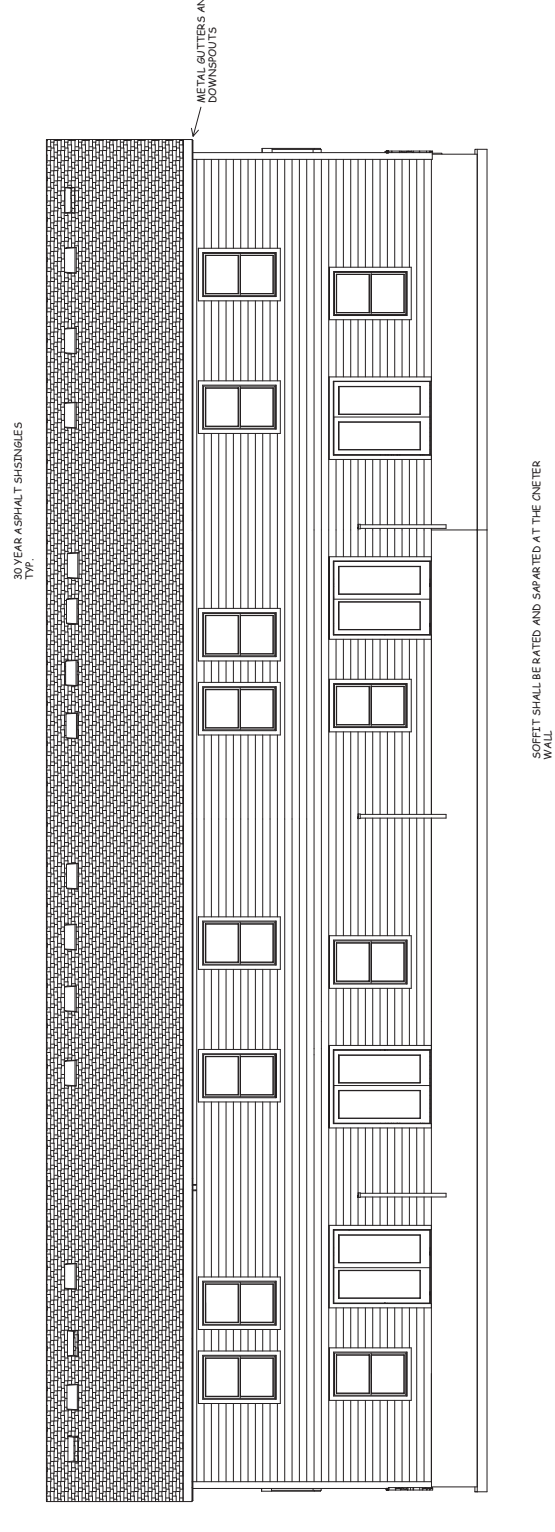 30 YEAR ASPHALT SHSINGLES
TYP.
METAL GUTTERS AN
DOWNSPOUTS
SOFFIT SHALL BE RATED AND SAPARTED AT THE CNETER
WALL